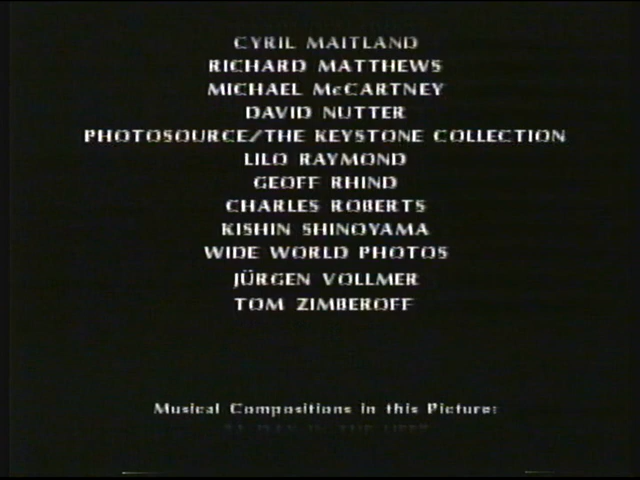 CYRIL MAITLAND
RICHARD MATTHEWS
MICHAEL McCARTNEY
DAVID NUTTER
PHOTOSOURCE/THE KEYSTONE COLLECTION
LILO RAYMOND
GEOFF RHIND
CHARLES ROBERTS
KISHIN SHINOYAMA
WIDE WORLD PHOTOS
JÜRGEN VOLLMER
TOM ZIMBEROFF
Musical Compositions in this Picture: